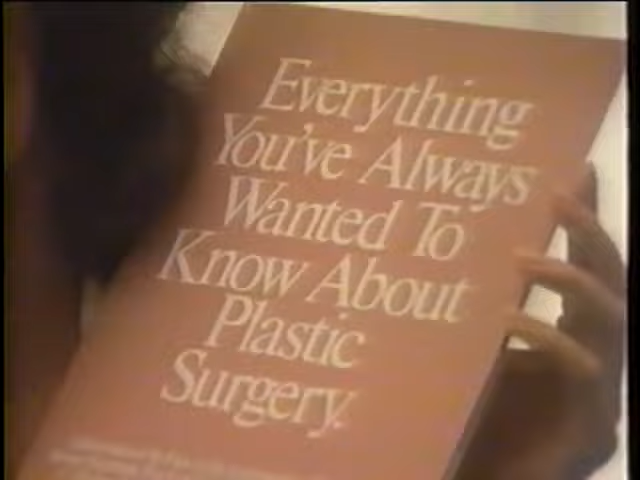 Everything
You've Always
Wanted To
Know About
Plastic
Surgery.